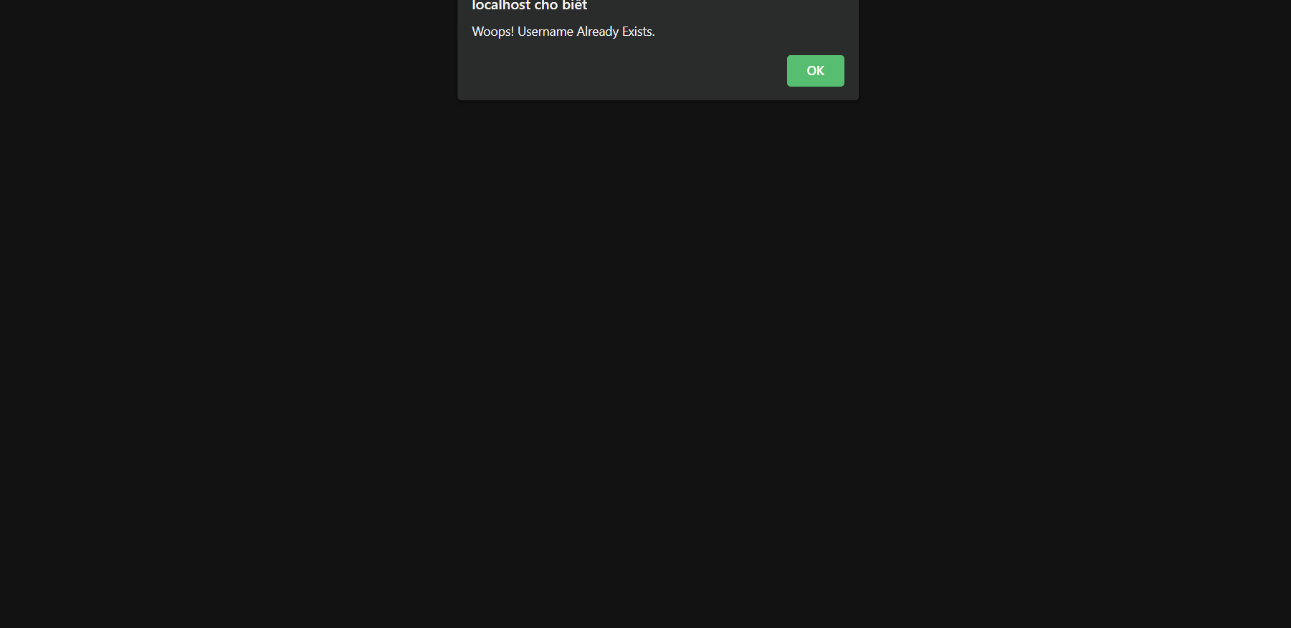 localhost cho biết
Woops! Username Already Exists.
OK